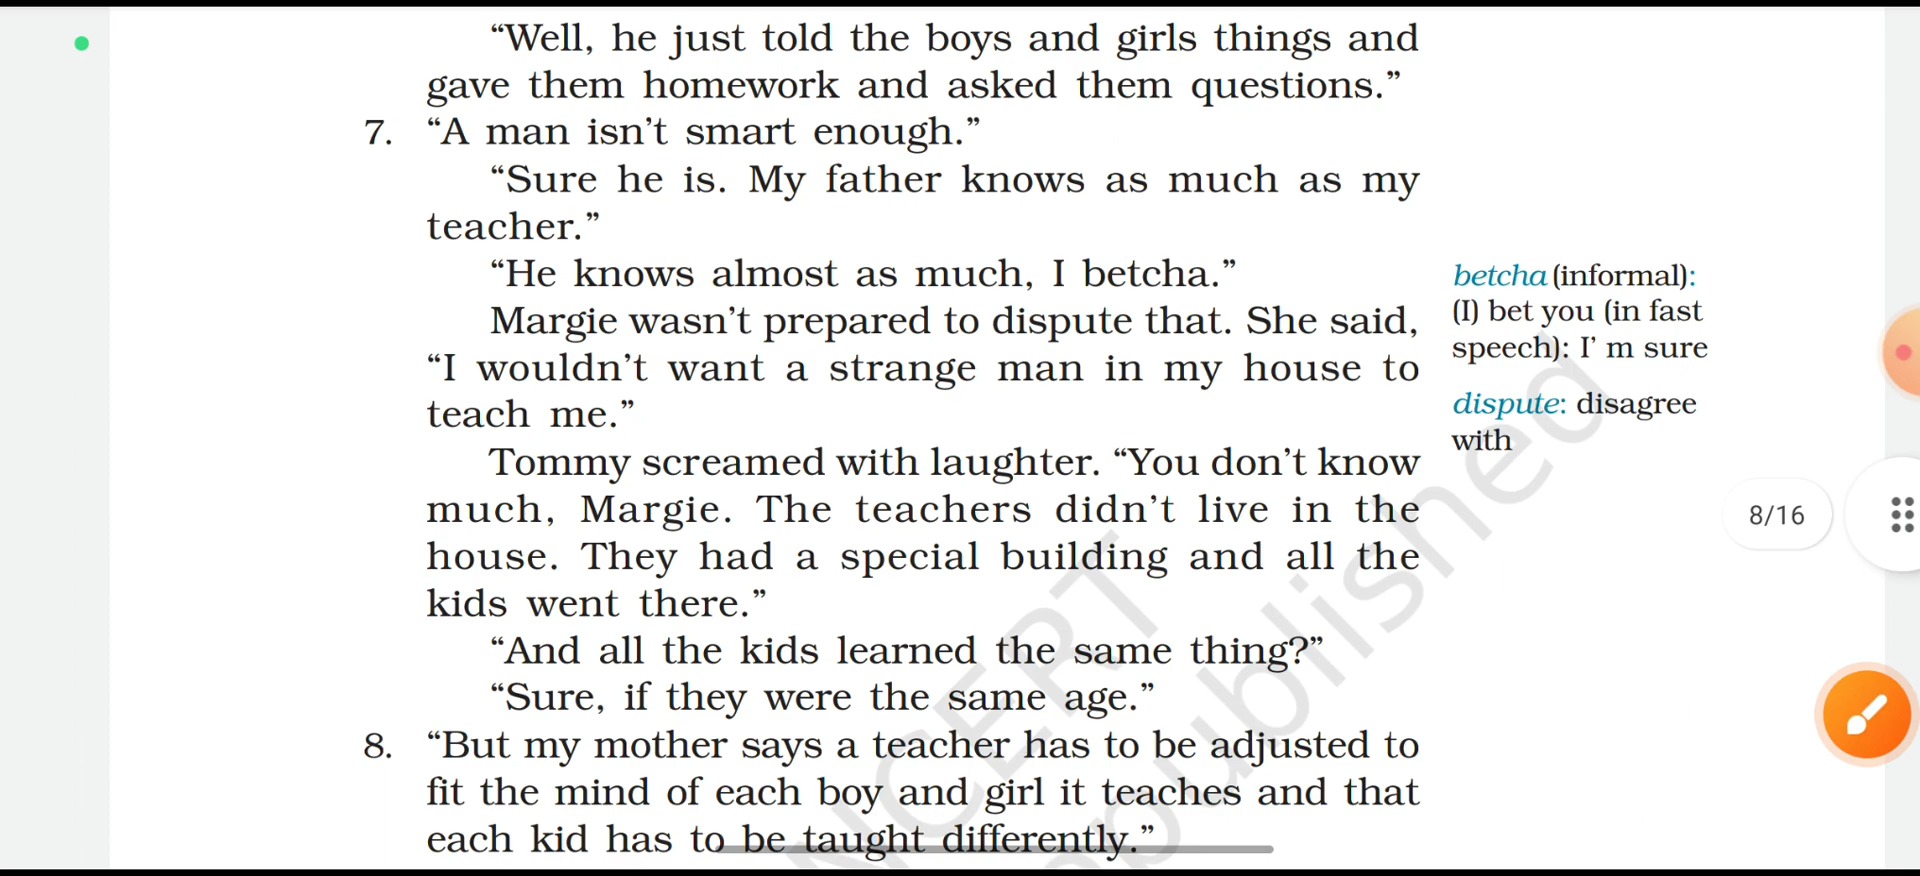 “Well, he just told the boys and girls things and
gave them homework and asked them questions.”
7. “A man isn’t smart enough.”
“Sure he is. My father knows as much as my
teacher.”
“He knows almost as much, I betcha.”
Margie wasn’t prepared to dispute that. She said,
“I wouldn’t want a strange man in my house to
teach me.”
Tommy screamed with laughter. “You don’t know
much, Margie. The teachers didn’t live in the
house. They had a special building and all the
kids went there.”
“And all the kids learned the same thing?”
“Sure, if they were the same age.”
8. “But my mother says a teacher has to be adjusted to
fit the mind of each boy and girl it teaches and that
each kid has to be taught differently.”
betcha (informal):
(I) bet you (in fast
speech): I’ m sure
dispute: disagree
with
8/16
NCERT
published